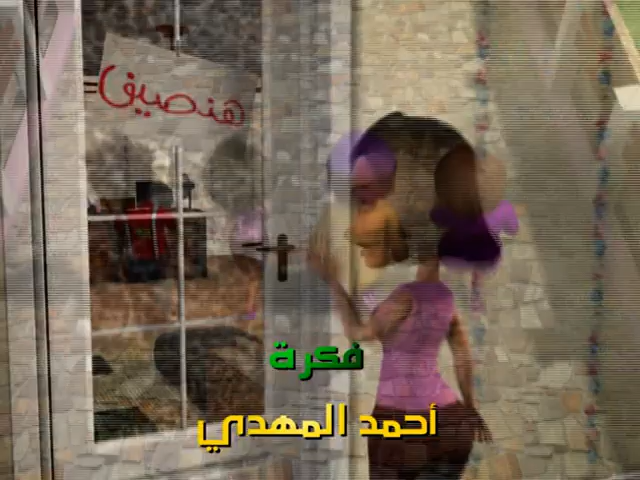 هنصيف
فكرة
أحمد المهدي